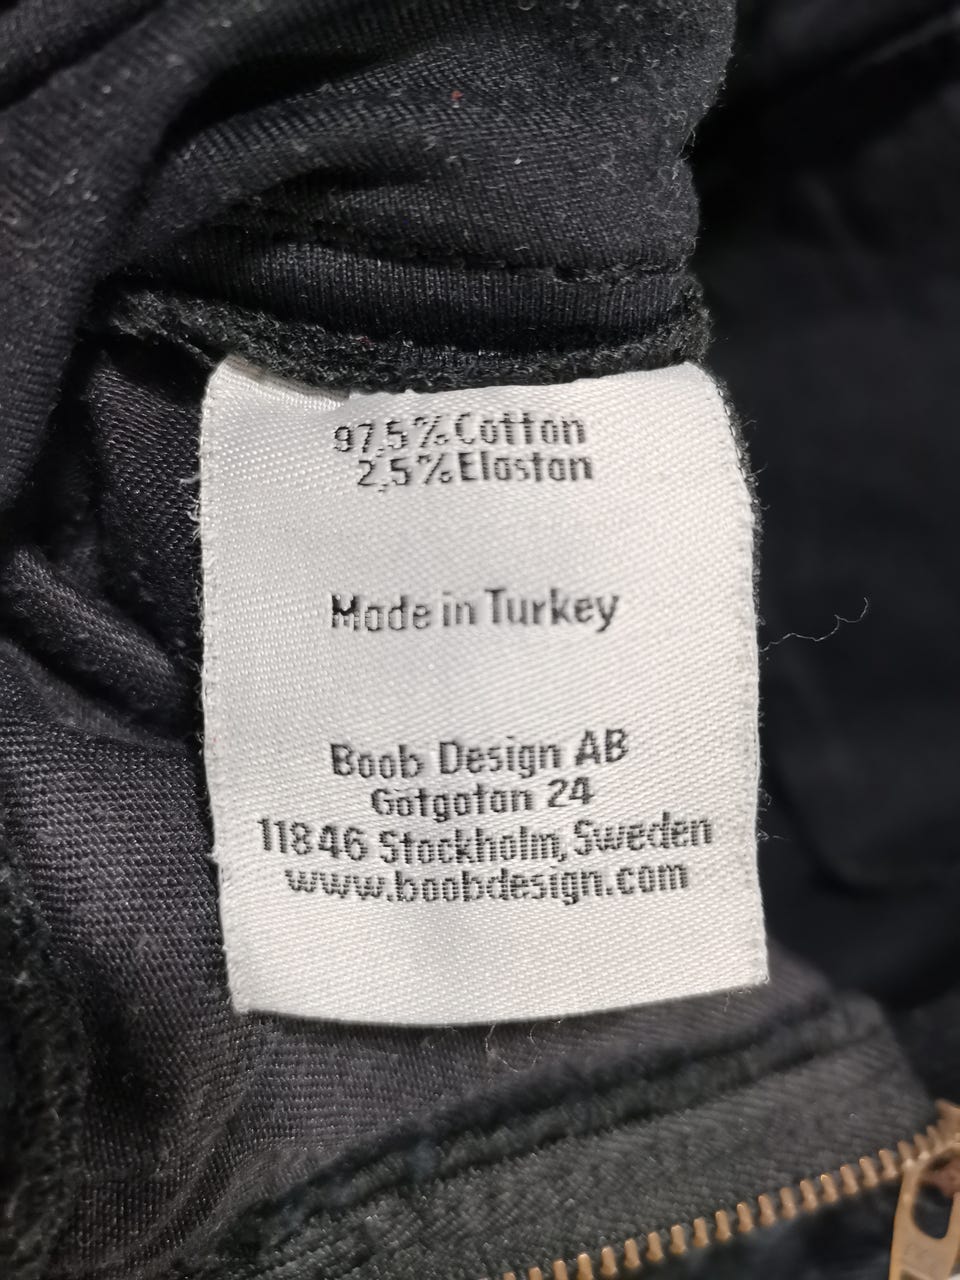 97,5% Cotton
2,5% Elastan
Made in Turkey
Boob Design AB
Götgatan 24
11846 Stockholm, Sweden
www.boobdesign.com